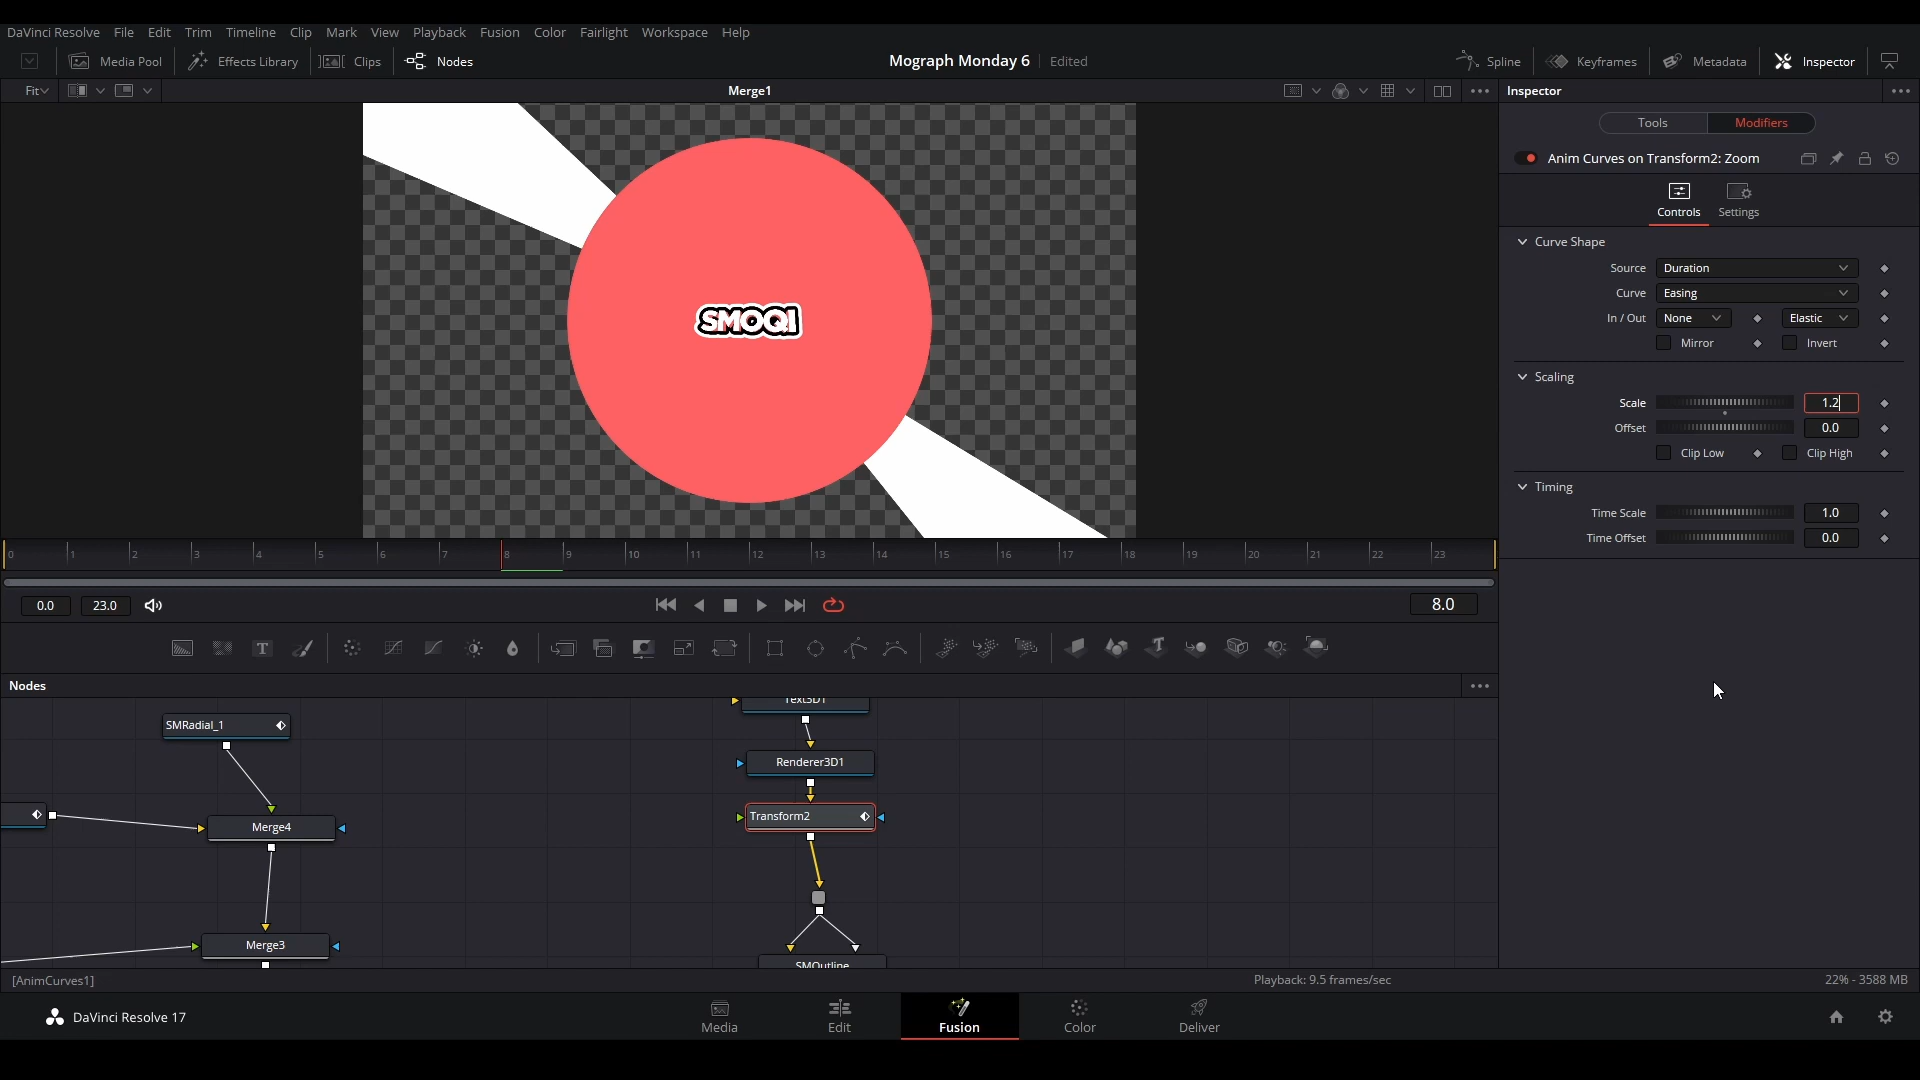 DaVinci Resolve File Edit Trim Timeline Clip Mark View Playback Fusion Color Fairlight Workspace Help
Media Pool Effects Library Clips Nodes Mograph Monday 6 Edited Spline Keyframes Metadata Inspector
Fit Merge1 Inspector
Tools Modifiers
Anim Curves on Transform2: Zoom
Controls Settings
Curve Shape
Source Duration
Curve Easing
In / Out None Elastic
Mirror Invert
Scaling
Scale 1.2
Offset 0.0
Clip Low Clip High
Timing
Time Scale 1.0
Time Offset 0.0
SMOQI
0 1 2 3 4 5 6 7 8 9 10 11 12 13 14 15 16 17 18 19 20 21 22 23
0.0 23.0 8.0
T
Nodes
Text3D1
SMRadial_1
Renderer3D1
Transform2
Merge4
Merge3
SMOutline
[AnimCurves1] Playback: 9.5 frames/sec 22% - 3588 MB
DaVinci Resolve 17 Media Edit Fusion Color Deliver